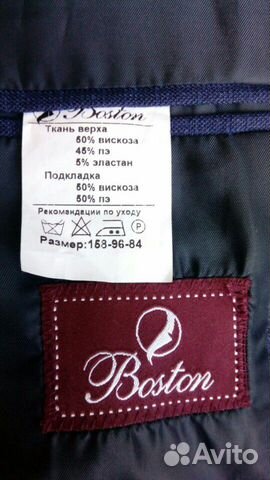 Boston
Ткань верха
50% вискоза
45% пэ
5% эластан
Подкладка
50% вискоза
50% пэ
Рекомендации по уходу
P
Размер:158-96-84
Boston
Avito